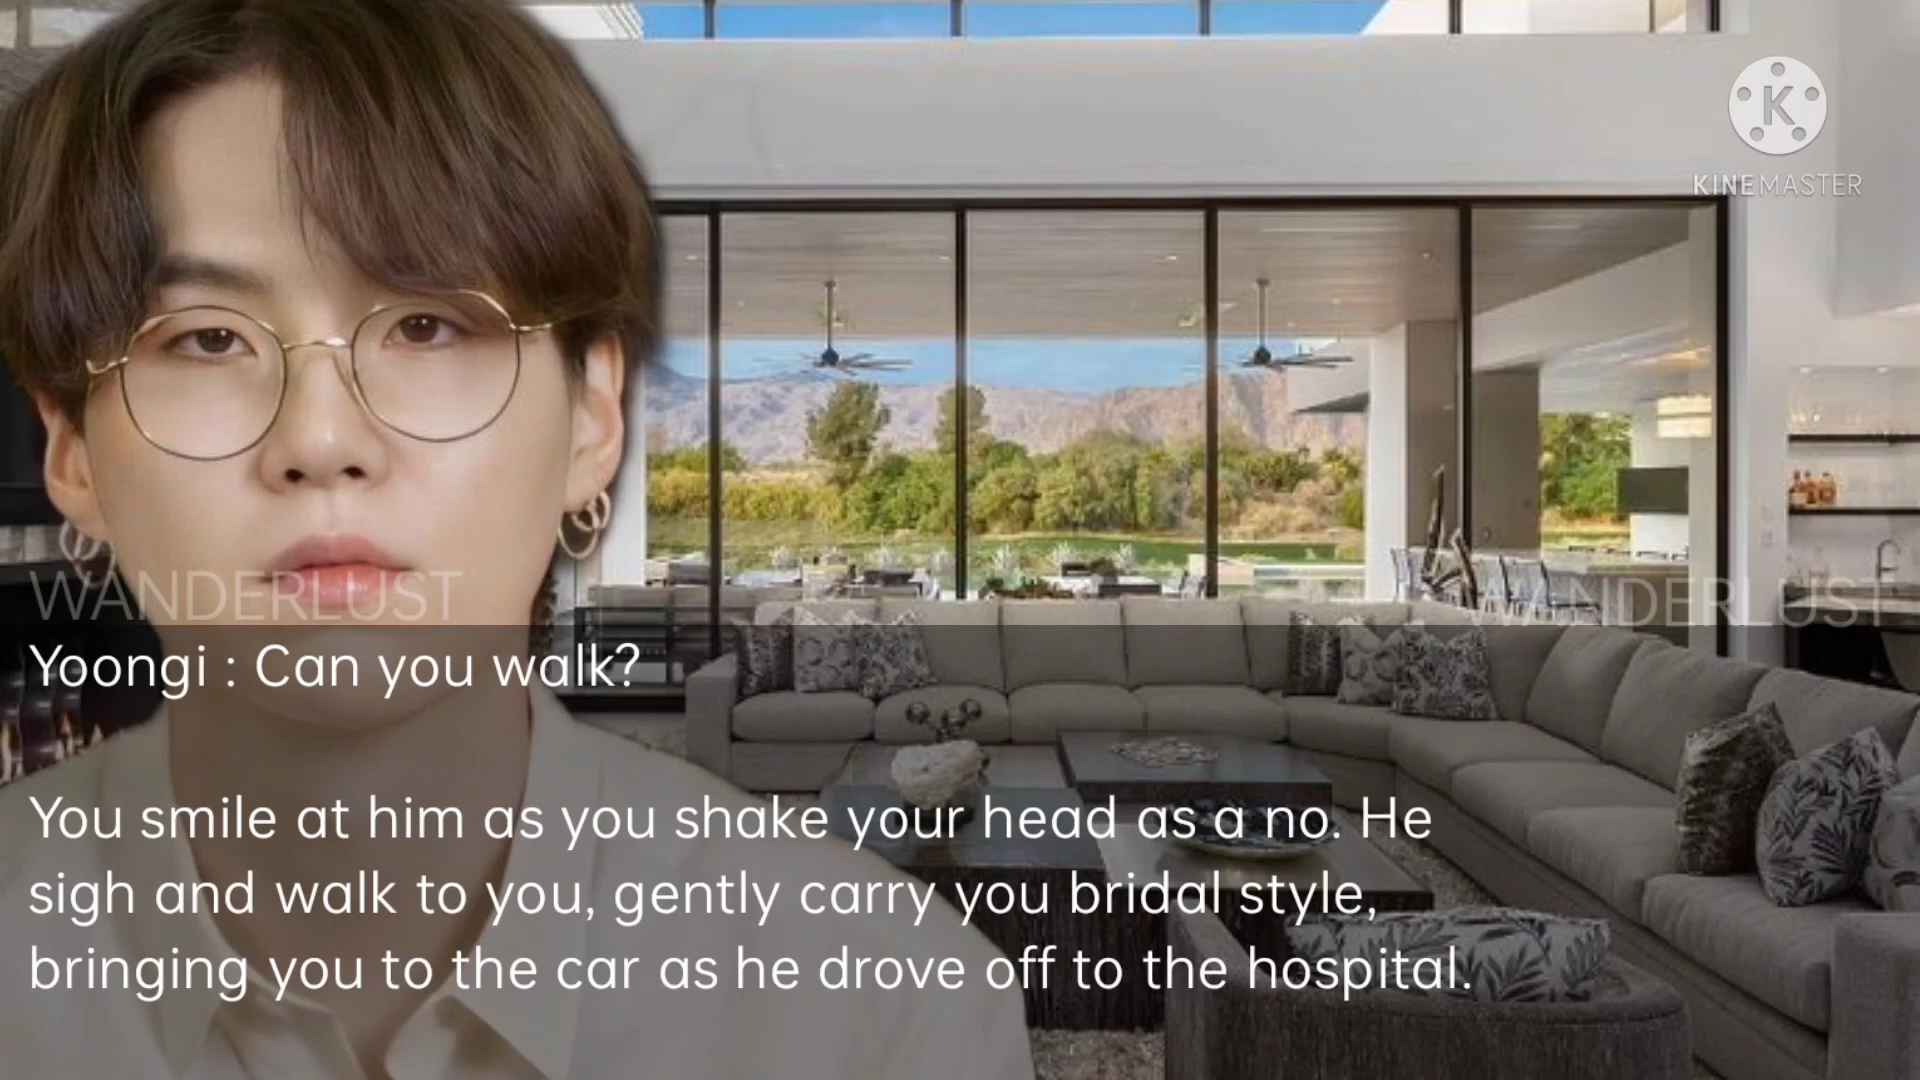 KINEMASTER
WANDERLUST
WANDERLUST
Yoongi : Can you walk?
You smile at him as you shake your head as a no. He
sigh and walk to you, gently carry you bridal style,
bringing you to the car as he drove off to the hospital.